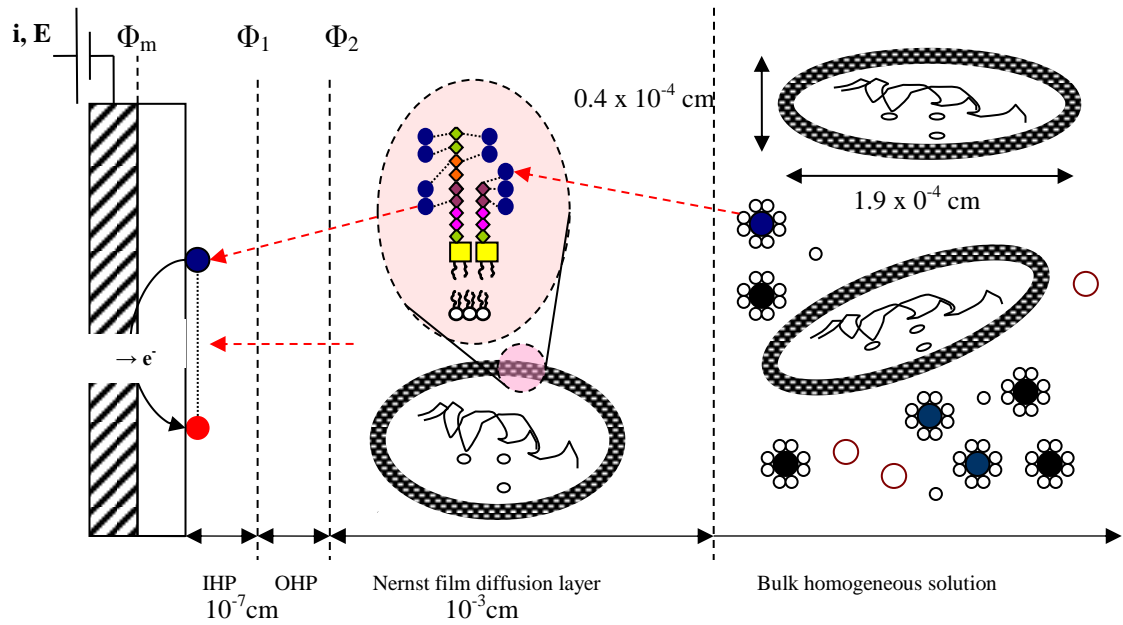 i, E
Φm
Φ1
Φ2
0.4 x 10-4 cm
1.9 x 0-4 cm
→ e-
IHP
OHP
Nernst film diffusion layer
Bulk homogeneous solution
10-7cm
10-3cm